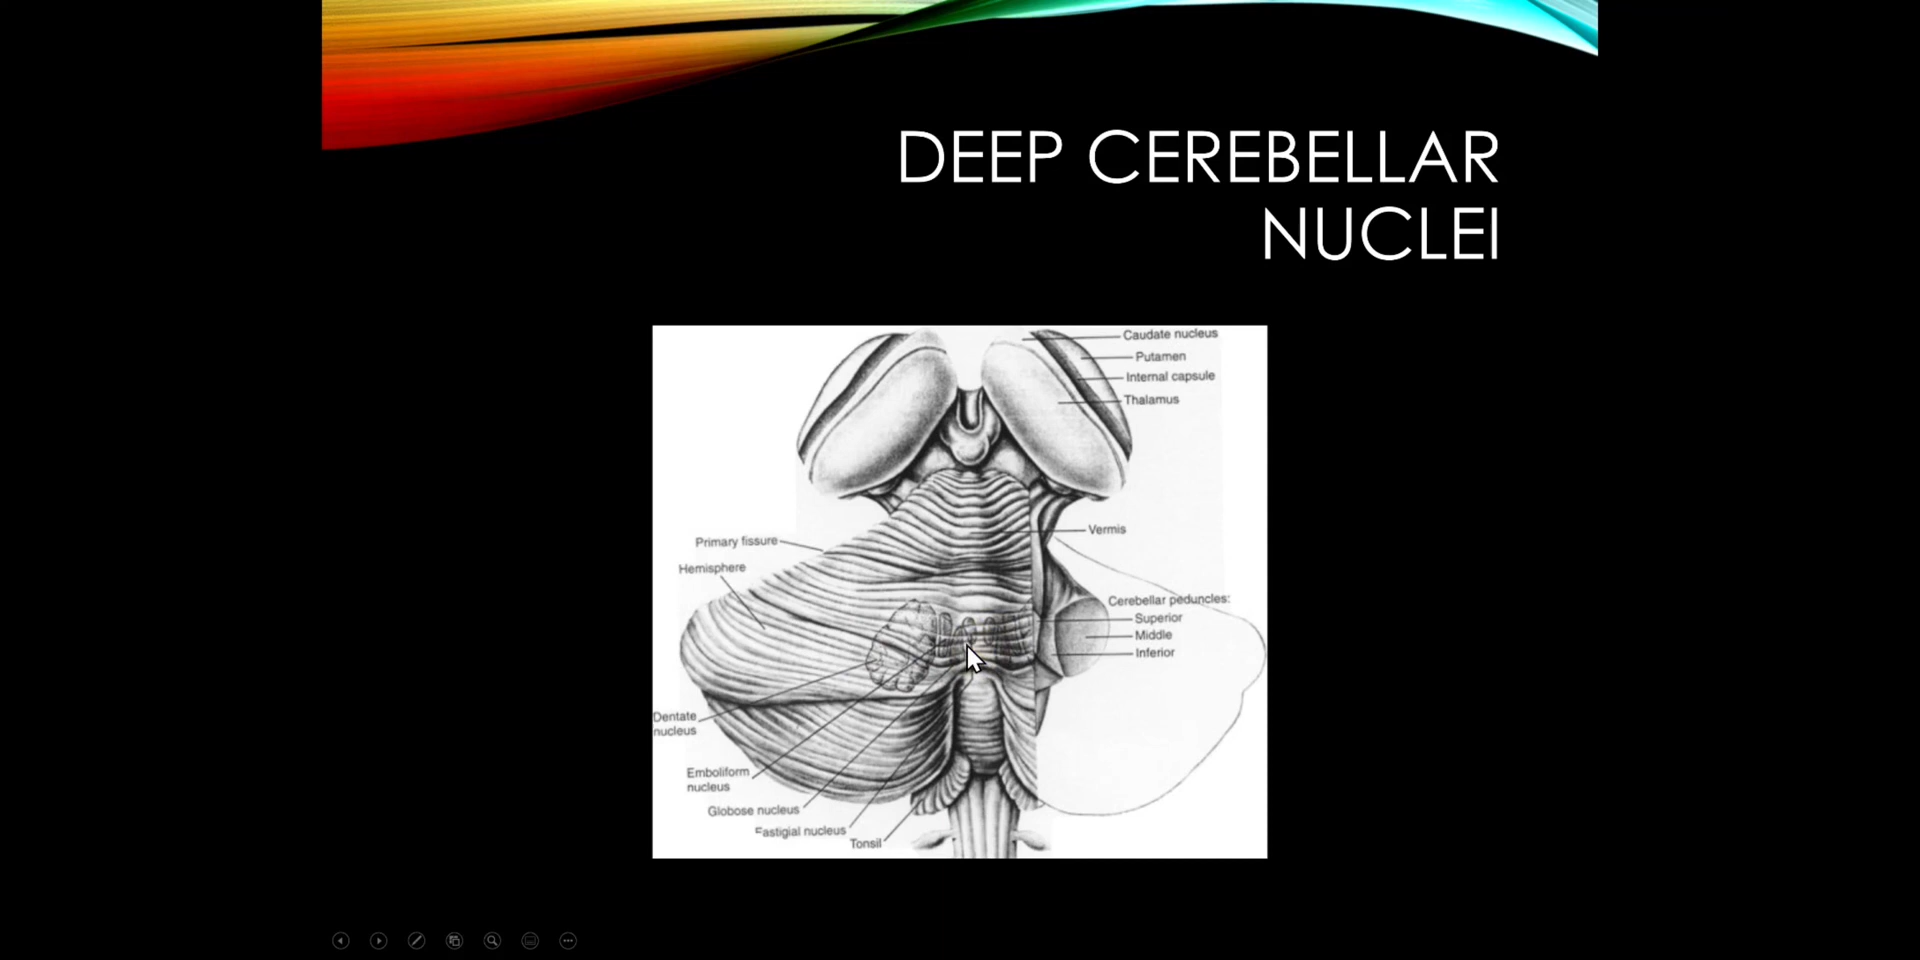 DEEP CEREBELLAR
NUCLEI
Caudate nucleus
Putamen
Internal capsule
Thalamus
Vermis
Primary fissure
Hemisphere
Cerebellar peduncles:
Superior
Middle
Inferior
Dentate
nucleus
Emboliform
nucleus
Globose nucleus
Fastigial nucleus
Tonsil